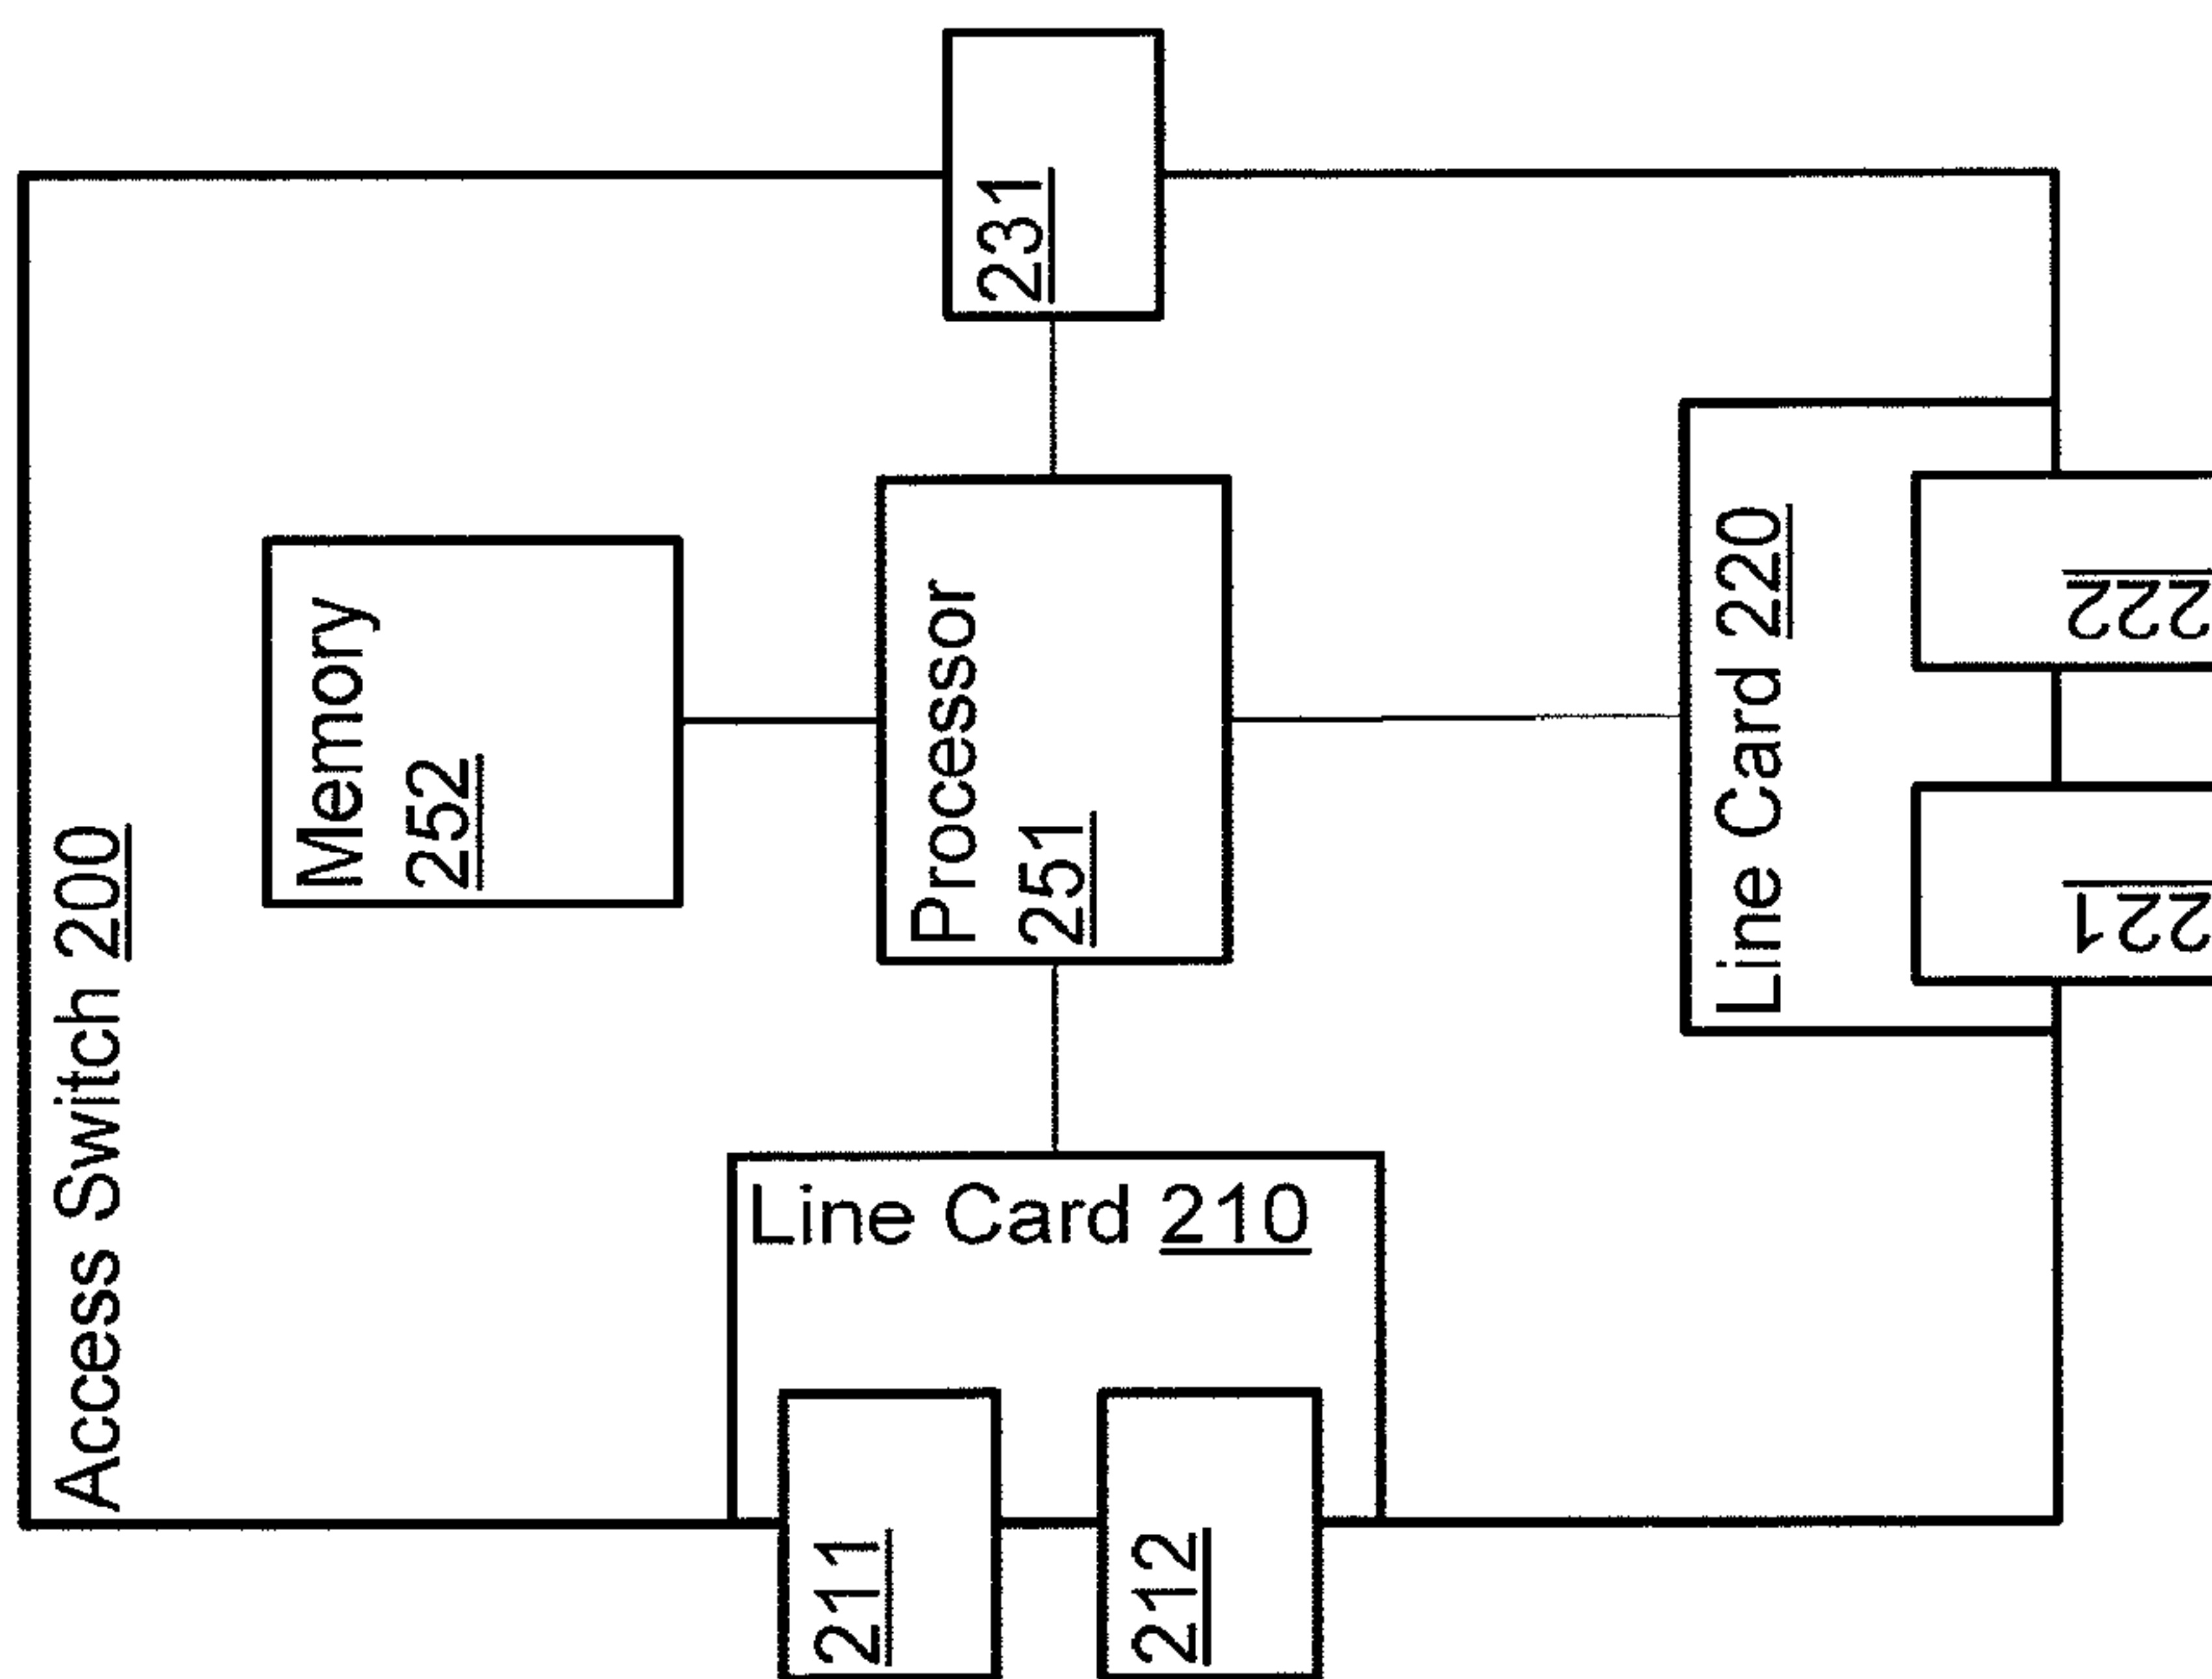 Access Switch 200
Memory
252
Processor
251
231
Line Card 210
211
212
Line Card 220
221
222